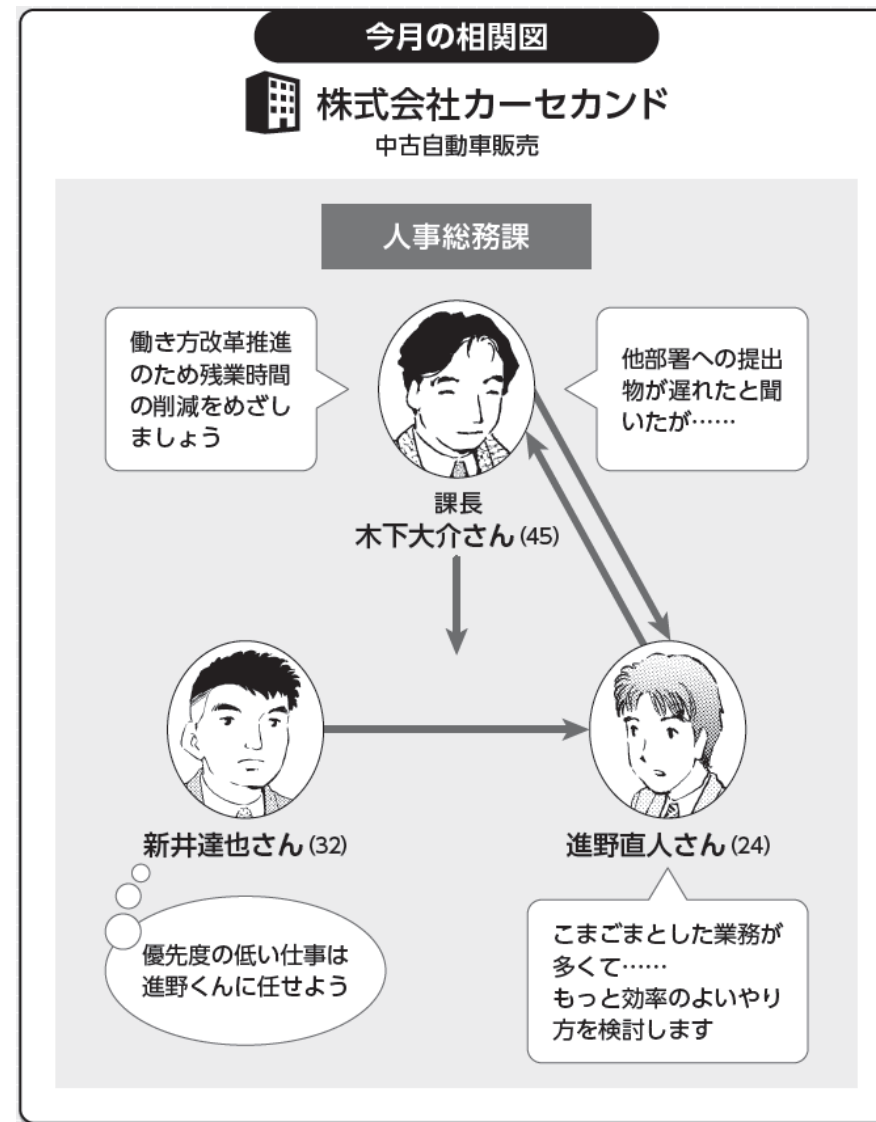 今月の相関図
株式会社カーセカンド
中古自動車販売
人事総務課
働き方改革推進
のため残業時間
の削減をめざし
ましょう
他部署への提出
物が遅れたと聞
いたが……
課長
木下大介さん(45)
新井達也さん(32)
進野直人さん(24)
優先度の低い仕事は
進野くんに任せよう
こまごまとした業務が
多くて……
もっと効率のよいやり
方を検討します